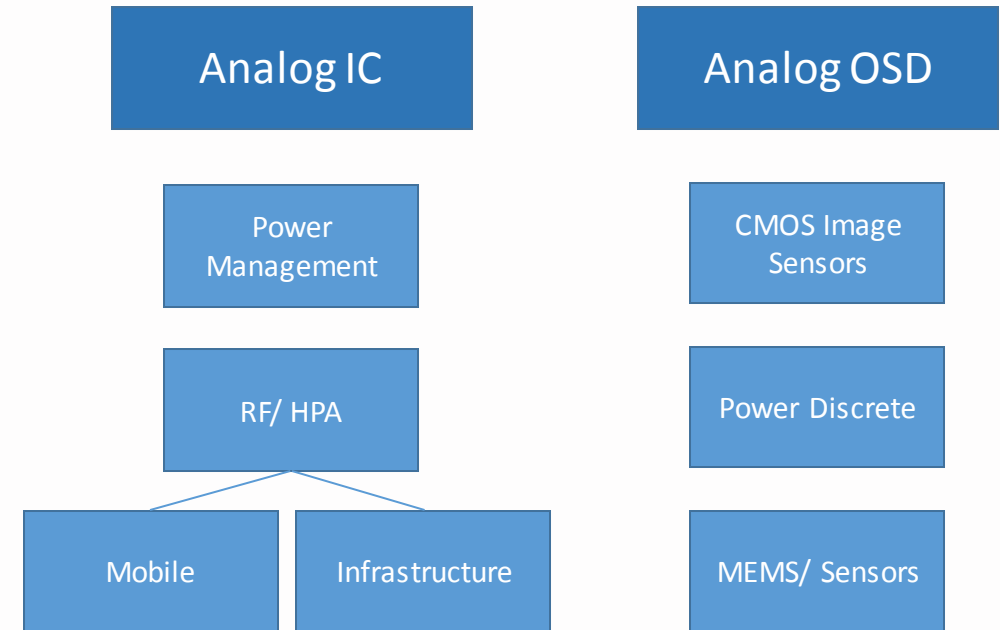 Analog IC
Analog OSD
Power
Management
CMOS Image
Sensors
RF/ HPA
Power Discrete
Mobile
Infrastructure
MEMS/ Sensors